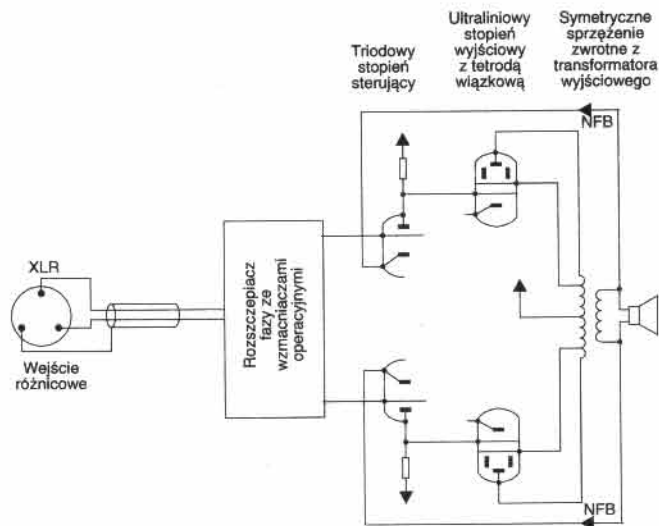 Triodowy
stopień
sterujący
Ultraliniowy
stopień
wyjściowy
z tetrodą
wiązkową
Symetryczne
sprzężenie
zwrotne z
transformatora
wyjściowego
NFB
XLR
Wejście
różnicowe
Rozszczepiacz
fazy ze
wzmacniaczami
operacyjnymi
NFB